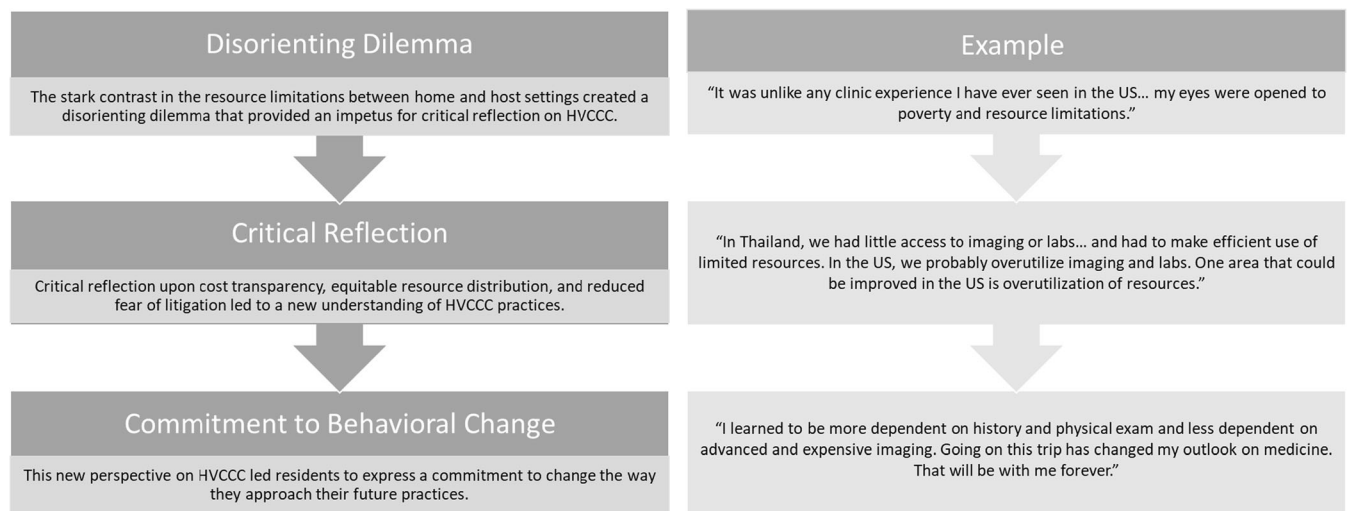 Disorienting Dilemma
The stark contrast in the resource limitations between home and host settings created a
disorienting dilemma that provided an impetus for critical reflection on HVCCC.
Example
“It was unlike any clinic experience I have ever seen in the US… my eyes were opened to
poverty and resource limitations.”
Critical Reflection
Critical reflection upon cost transparency, equitable resource distribution, and reduced
fear of litigation led to a new understanding of HVCCC practices.
“In Thailand, we had little access to imaging or labs… and had to make efficient use of
limited resources. In the US, we probably overutilize imaging and labs. One area that could
be improved in the US is overutilization of resources.”
Commitment to Behavioral Change
This new perspective on HVCCC led residents to express a commitment to change the way
they approach their future practices.
“I learned to be more dependent on history and physical exam and less dependent on
advanced and expensive imaging. Going on this trip has changed my outlook on medicine.
That will be with me forever.”